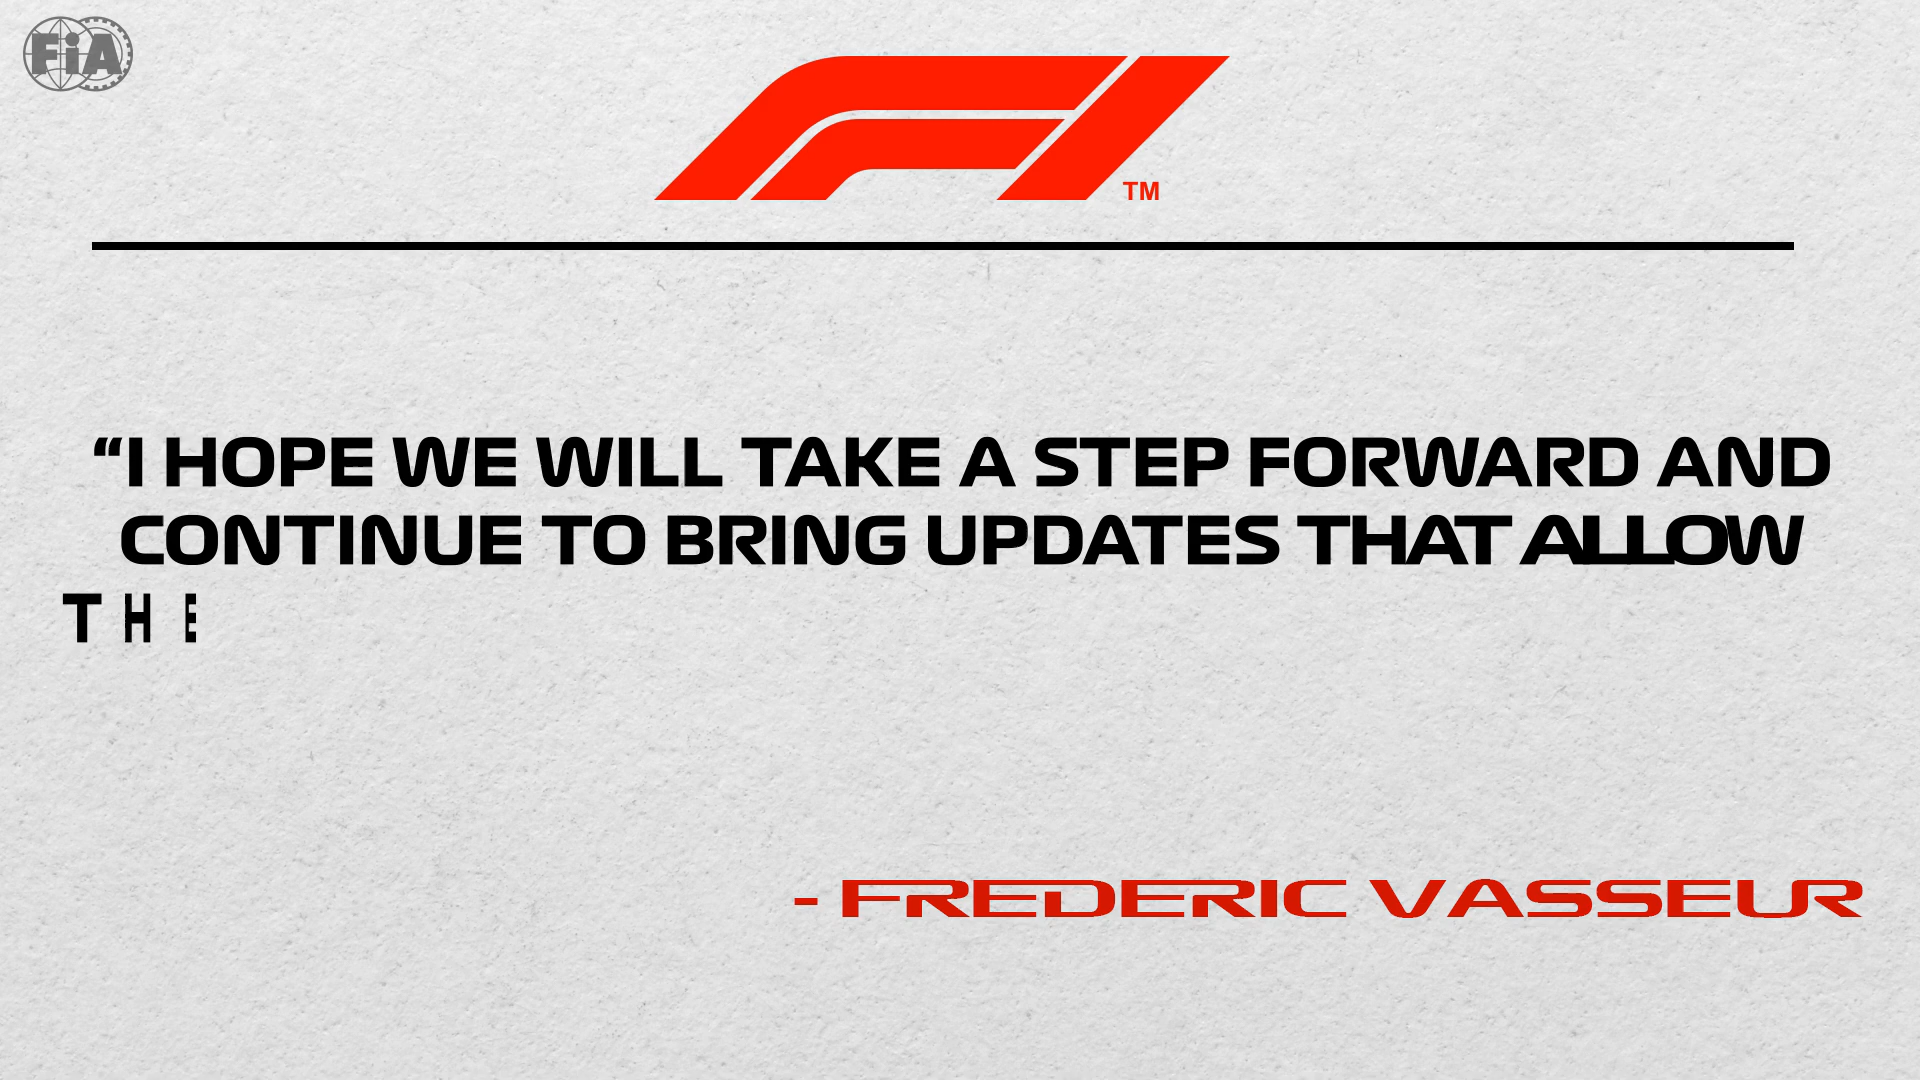 FiA
F1
TM
“I HOPE WE WILL TAKE A STEP FORWARD AND
CONTINUE TO BRING UPDATES THAT ALLOW
THE
- FREDERIC VASSEUR